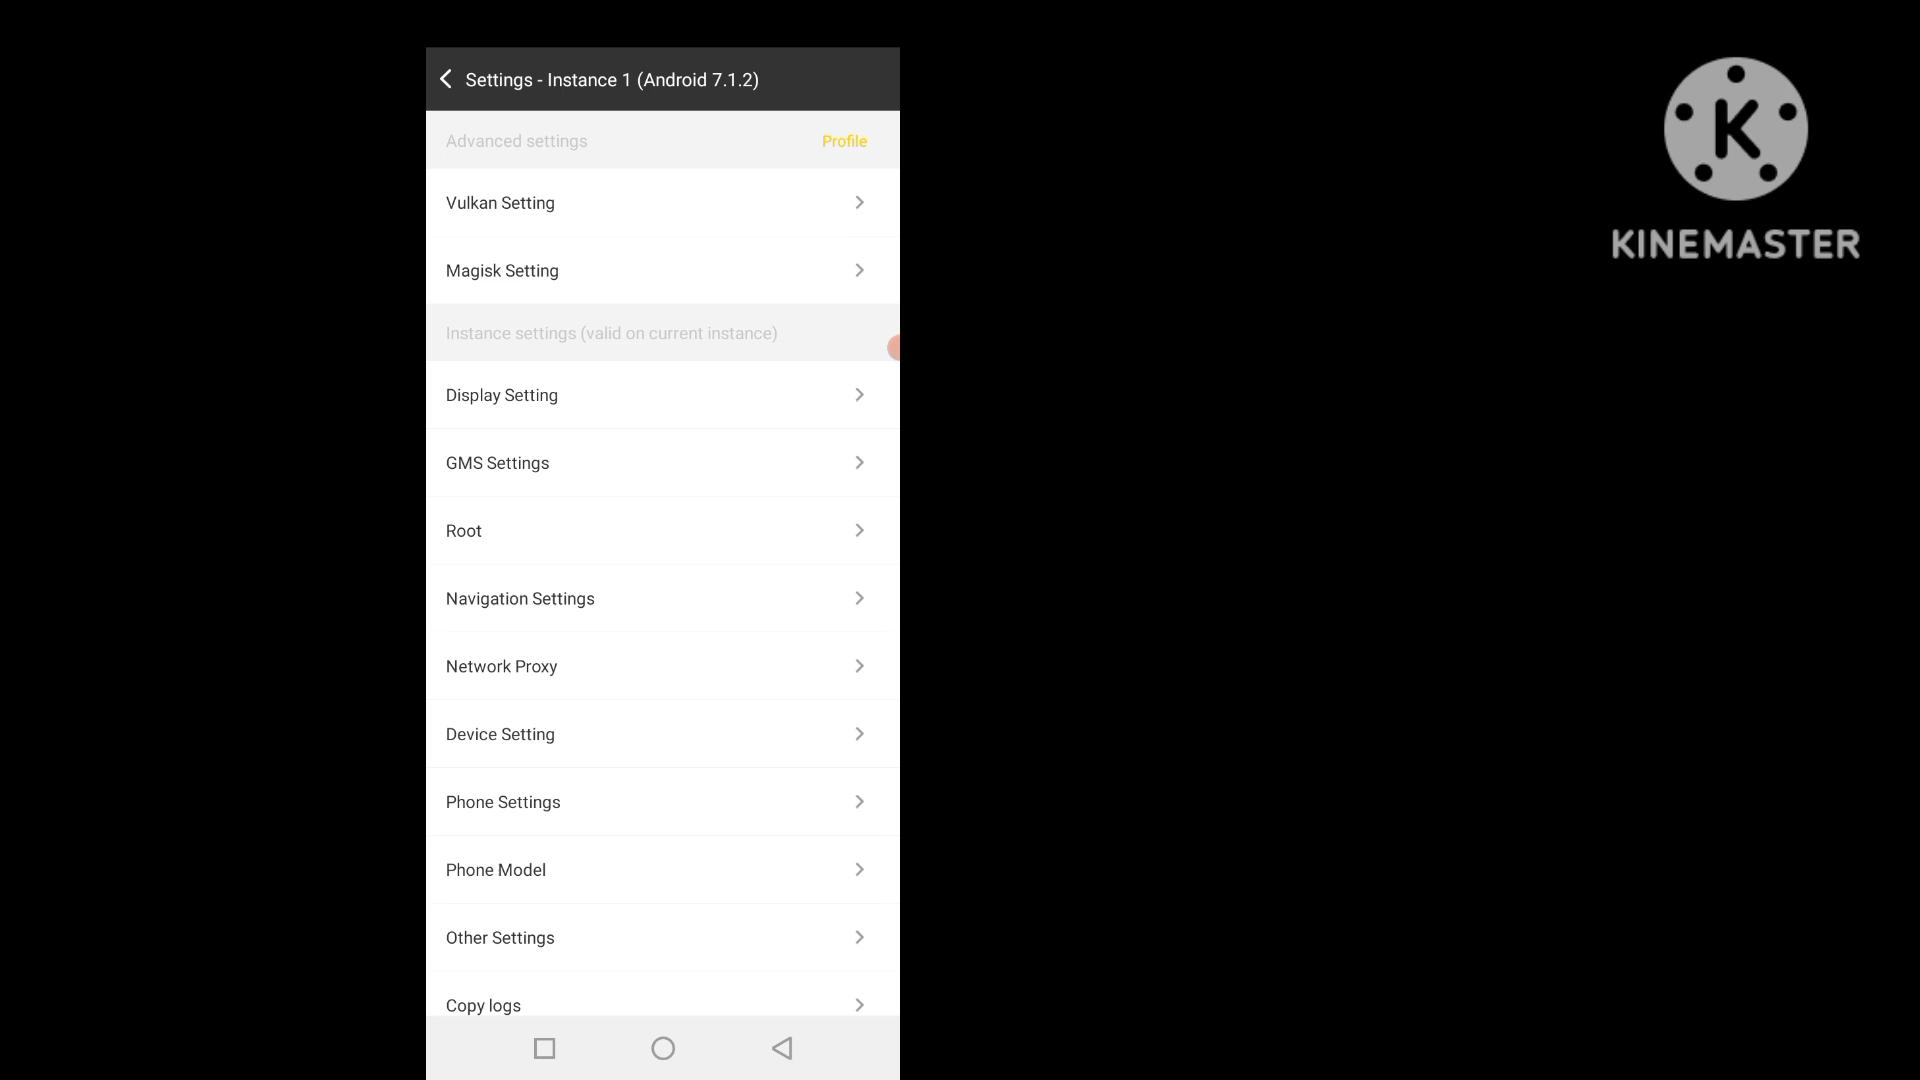 Settings - Instance 1 (Android 7.1.2)
Advanced settings Profile
Vulkan Setting
Magisk Setting
Instance settings (valid on current instance)
Display Setting
GMS Settings
Root
Navigation Settings
Network Proxy
Device Setting
Phone Settings
Phone Model
Other Settings
Copy logs
K
KINEMASTER